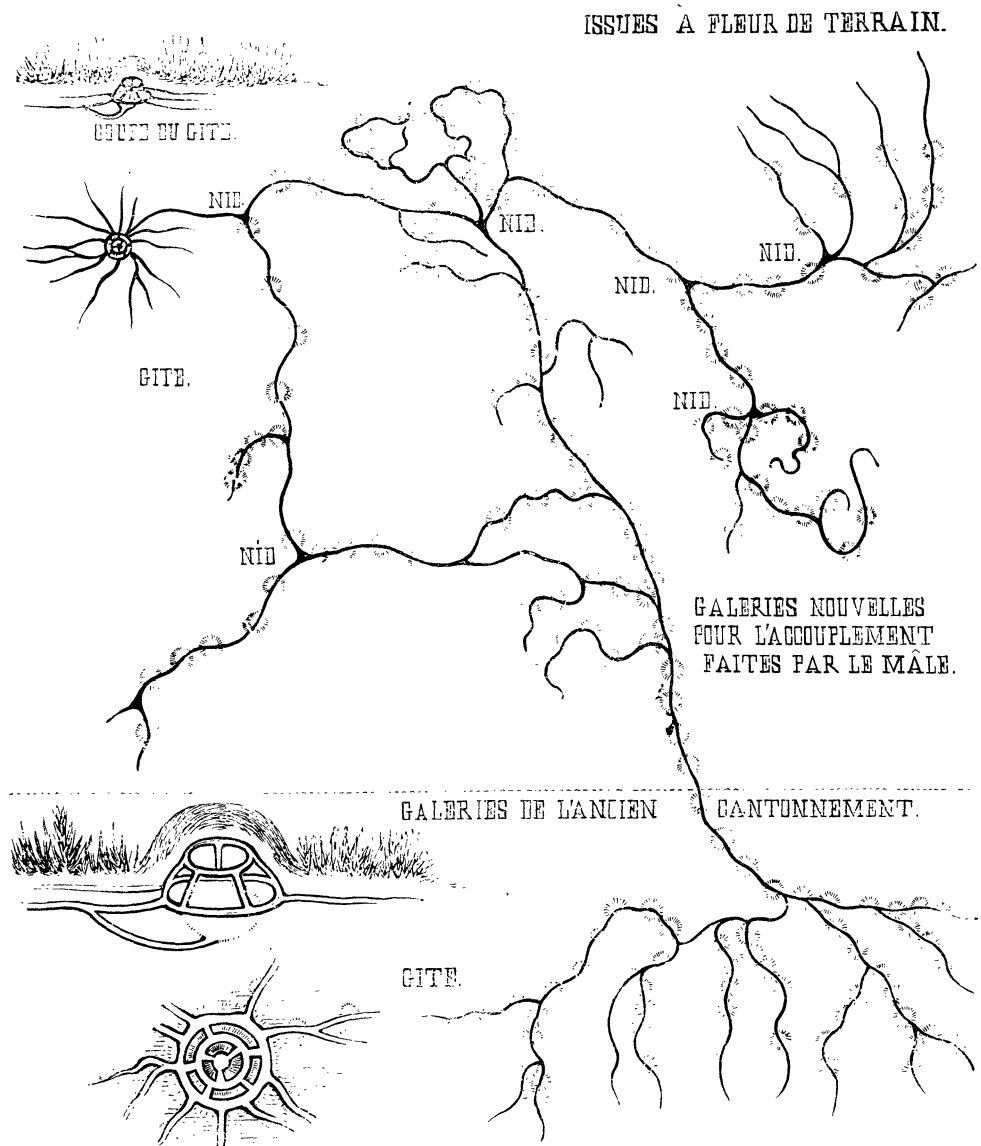 ISSUES À FLEUR DE TERRAIN.
COUPE DU GITE.
NID.
NID.
NID.
NID.
GITE.
NID.
NID
GALERIES NOUVELLES
POUR L'ACCOUPLEMENT
FAITES PAR LE MÂLE.
GALERIES DE L'ANCIEN CANTONNEMENT.
GITE.